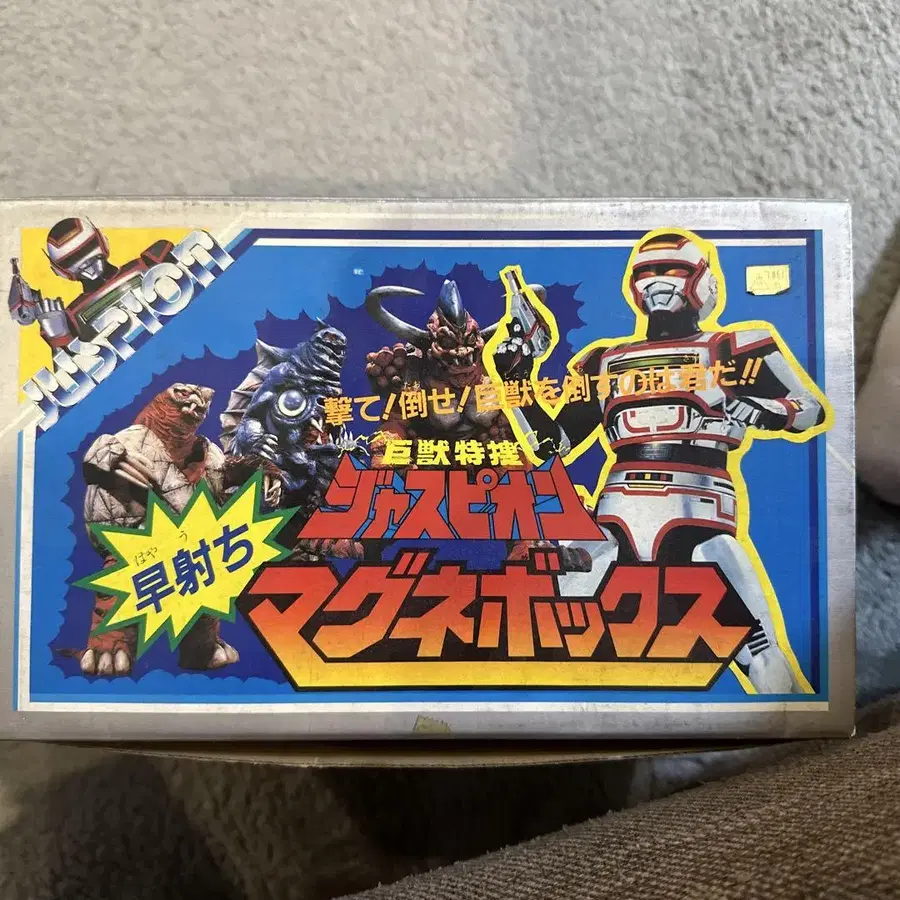 JUSPION
撃て!倒せ!巨獣を倒すのは君だ!!
巨獣特捜
ジャスピオン
はや う
早射ち
マグネボックス